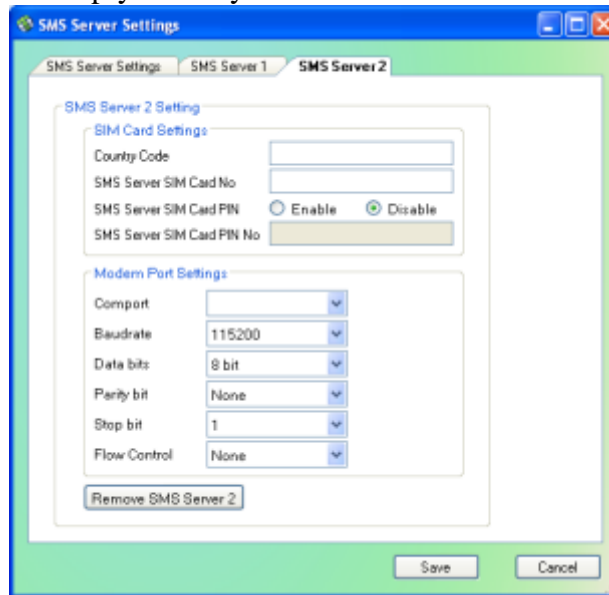 SMS Server Settings
SMS Server Settings SMS Server 1 SMS Server 2
SMS Server 2 Setting
SIM Card Settings
Country Code
SMS Server SIM Card No
SMS Server SIM Card PIN Enable Disable
SMS Server SIM Card PIN No
Modem Port Settings
Comport
Baudrate 115200
Data bits 8 bit
Parity bit None
Stop bit 1
Flow Control None
Remove SMS Server 2
Save Cancel